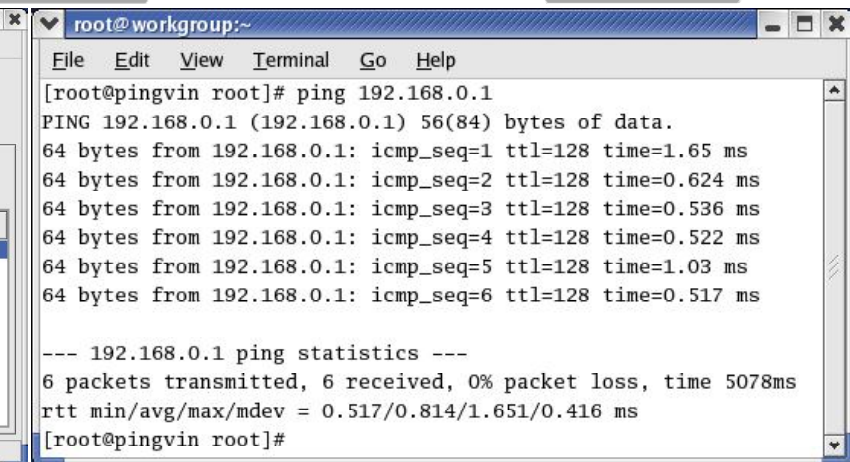 root@workgroup:~
File Edit View Terminal Go Help
[root@pingvin root]# ping 192.168.0.1
PING 192.168.0.1 (192.168.0.1) 56(84) bytes of data.
64 bytes from 192.168.0.1: icmp_seq=1 ttl=128 time=1.65 ms
64 bytes from 192.168.0.1: icmp_seq=2 ttl=128 time=0.624 ms
64 bytes from 192.168.0.1: icmp_seq=3 ttl=128 time=0.536 ms
64 bytes from 192.168.0.1: icmp_seq=4 ttl=128 time=0.522 ms
64 bytes from 192.168.0.1: icmp_seq=5 ttl=128 time=1.03 ms
64 bytes from 192.168.0.1: icmp_seq=6 ttl=128 time=0.517 ms
--- 192.168.0.1 ping statistics ---
6 packets transmitted, 6 received, 0% packet loss, time 5078ms
rtt min/avg/max/mdev = 0.517/0.814/1.651/0.416 ms
[root@pingvin root]#